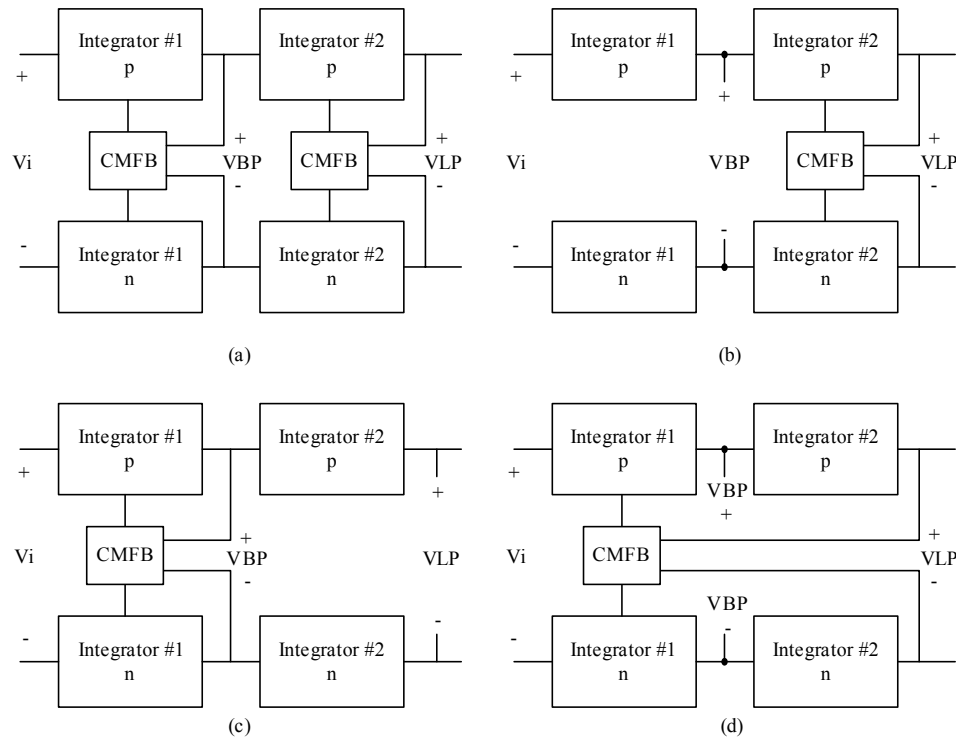 Integrator #1
p
Integrator #2
p
+
CMFB
+
Vi
VBP
-
CMFB
+
VLP
-
-
Integrator #1
n
Integrator #2
n
(a)
Integrator #1
p
Integrator #2
p
+
+
Vi
VBP
CMFB
+
VLP
-
-
-
Integrator #1
n
Integrator #2
n
(b)
Integrator #1
p
Integrator #2
p
+
+
CMFB
+
Vi
VBP
-
VLP
-
-
Integrator #1
n
Integrator #2
n
(c)
Integrator #1
p
Integrator #2
p
+
VBP
+
CMFB
+
Vi
VLP
-
VBP
-
-
Integrator #1
n
Integrator #2
n
(d)